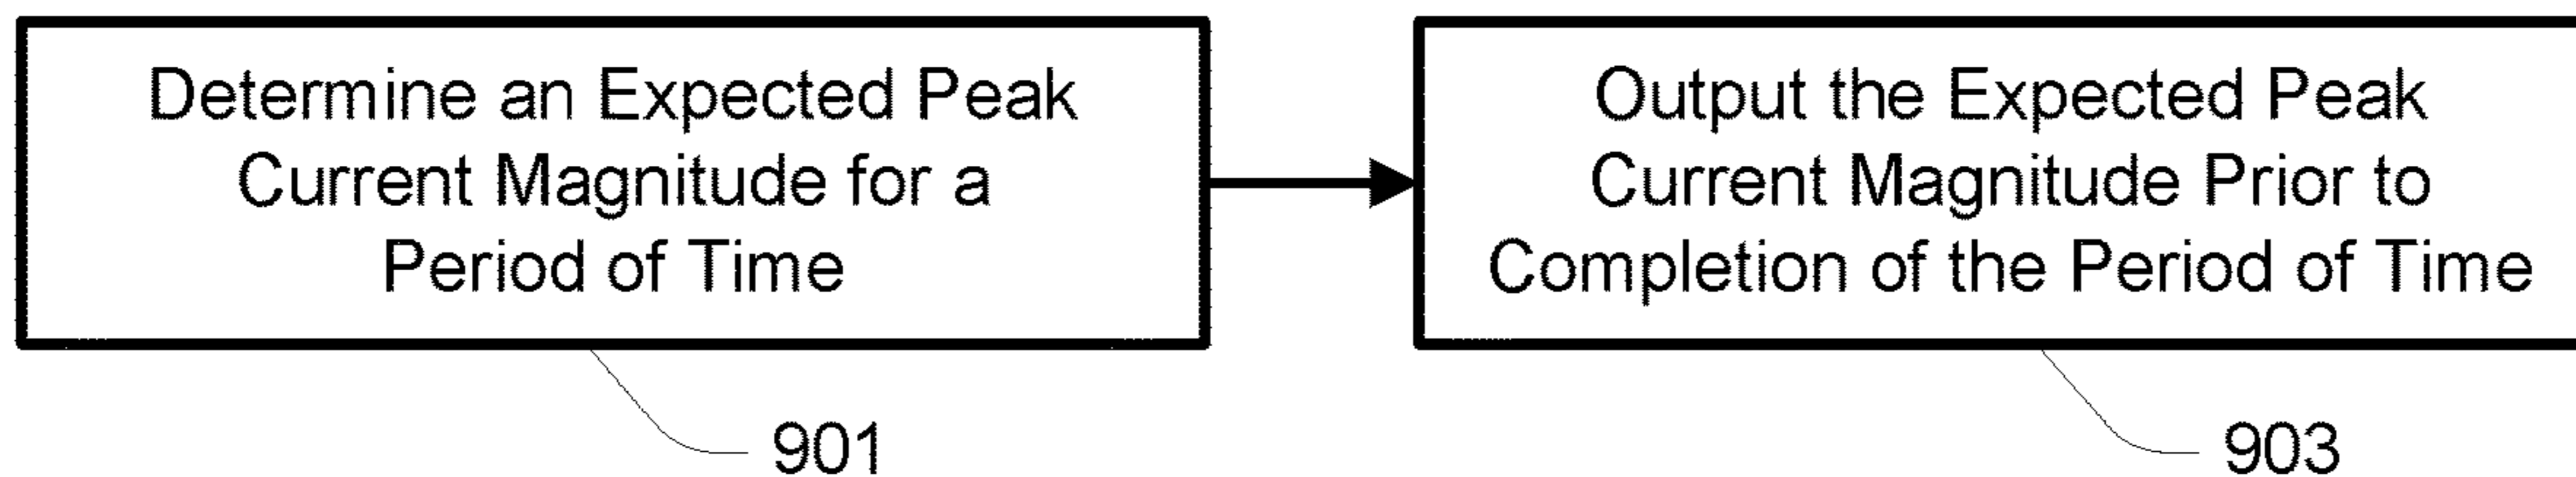 Determine an Expected Peak
Current Magnitude for a
Period of Time
Output the Expected Peak
Current Magnitude Prior to
Completion of the Period of Time
901
903